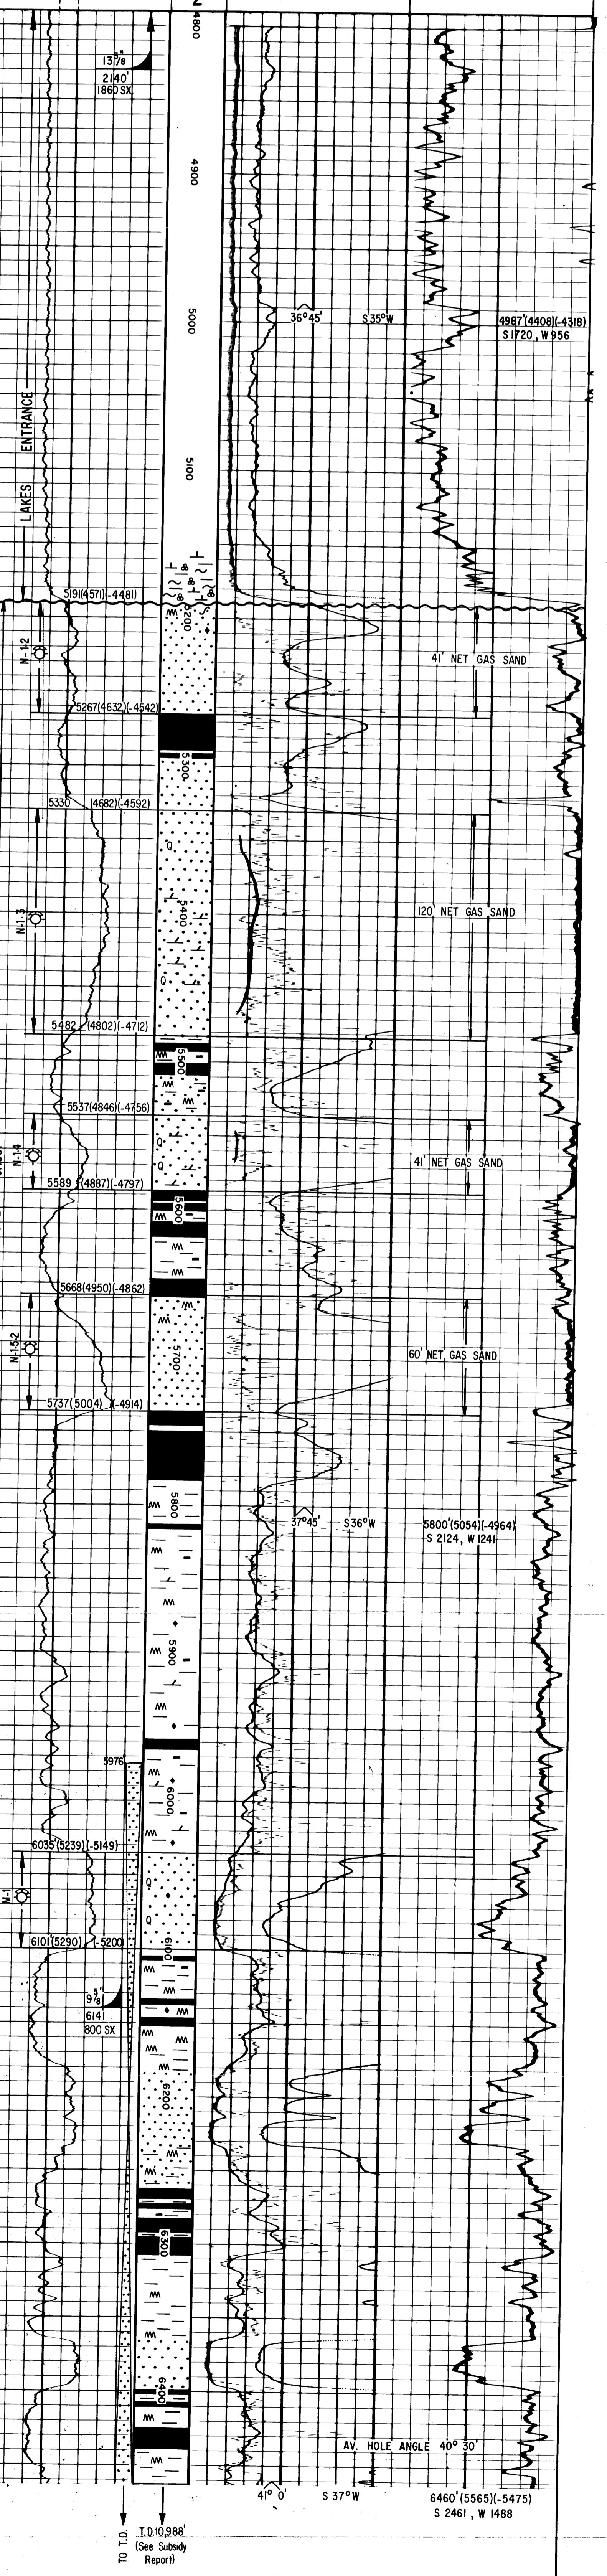 4800
13 3/8"
2140'
1860 SX
4900
5000
36°45'
S 35° W
4987'(4408)(-4318)
S 1720 , W 956
LAKES ENTRANCE
5100
5191(4571)(-4481)
5200
N-1-2
41' NET GAS SAND
5267(4632)(-4542)
5300
5330 (4682)(-4592)
N-1-3
5400
120' NET GAS SAND
5482 (4802)(-4712)
5500
5537(4846)(-4756)
N-1-4
41' NET GAS SAND
5589 (4887)(-4797)
5600
5668(4950)(-4862)
N-1-5-2
5700
60' NET GAS SAND
5737(5004) (-4914)
5800
37°45'
S 36° W
5800'(5054)(-4964)
S 2124, W 1241
5900
5976'
6000
6035'(5239)(-5149)
M-1
6101(5290) (-5200)
6100
9 5/8"
6141
800 SX
6200
6300
6400
AV. HOLE ANGLE 40° 30'
41° 0'
S 37° W
6460'(5565)(-5475)
S 2461 , W 1488
TO T.D.
T.D.10,988'
(See Subsidy
Report)